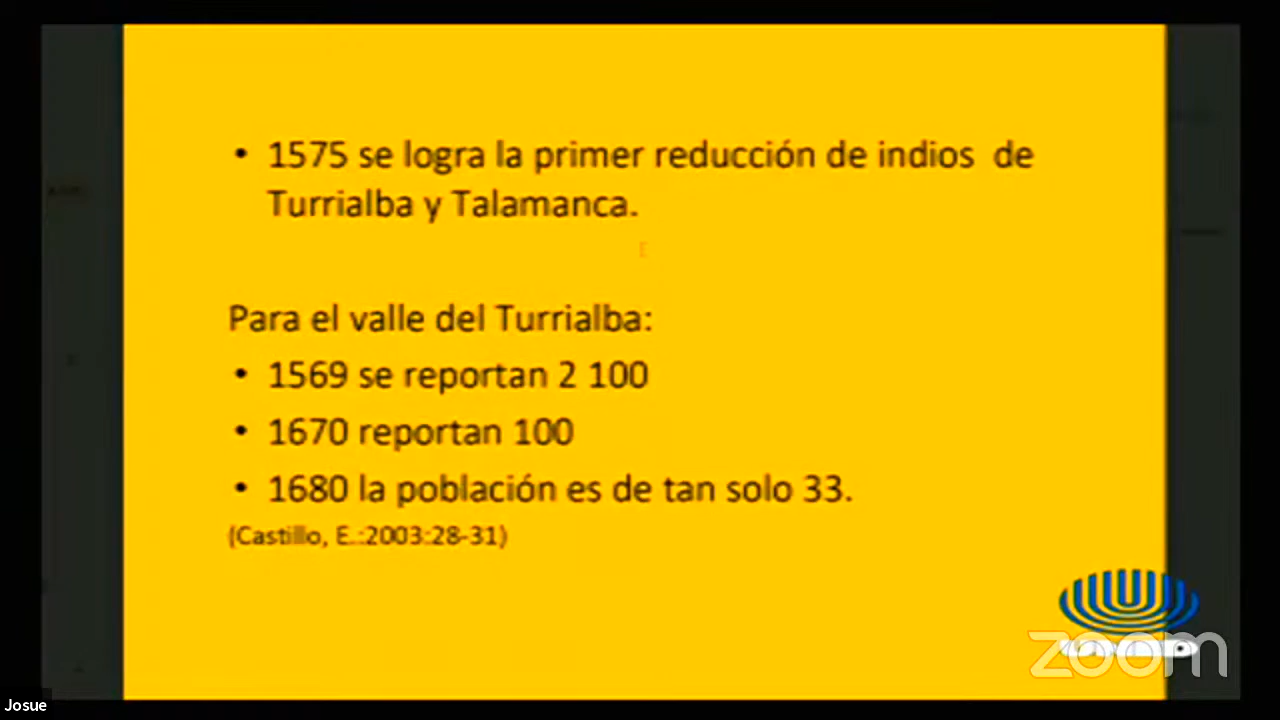 • 1575 se logra la primer reducción de indios de
Turrialba y Talamanca.
Para el valle del Turrialba:
• 1569 se reportan 2 100
• 1670 reportan 100
• 1680 la población es de tan solo 33.
(Castillo, E.:2003:28-31)
zoom
Josue